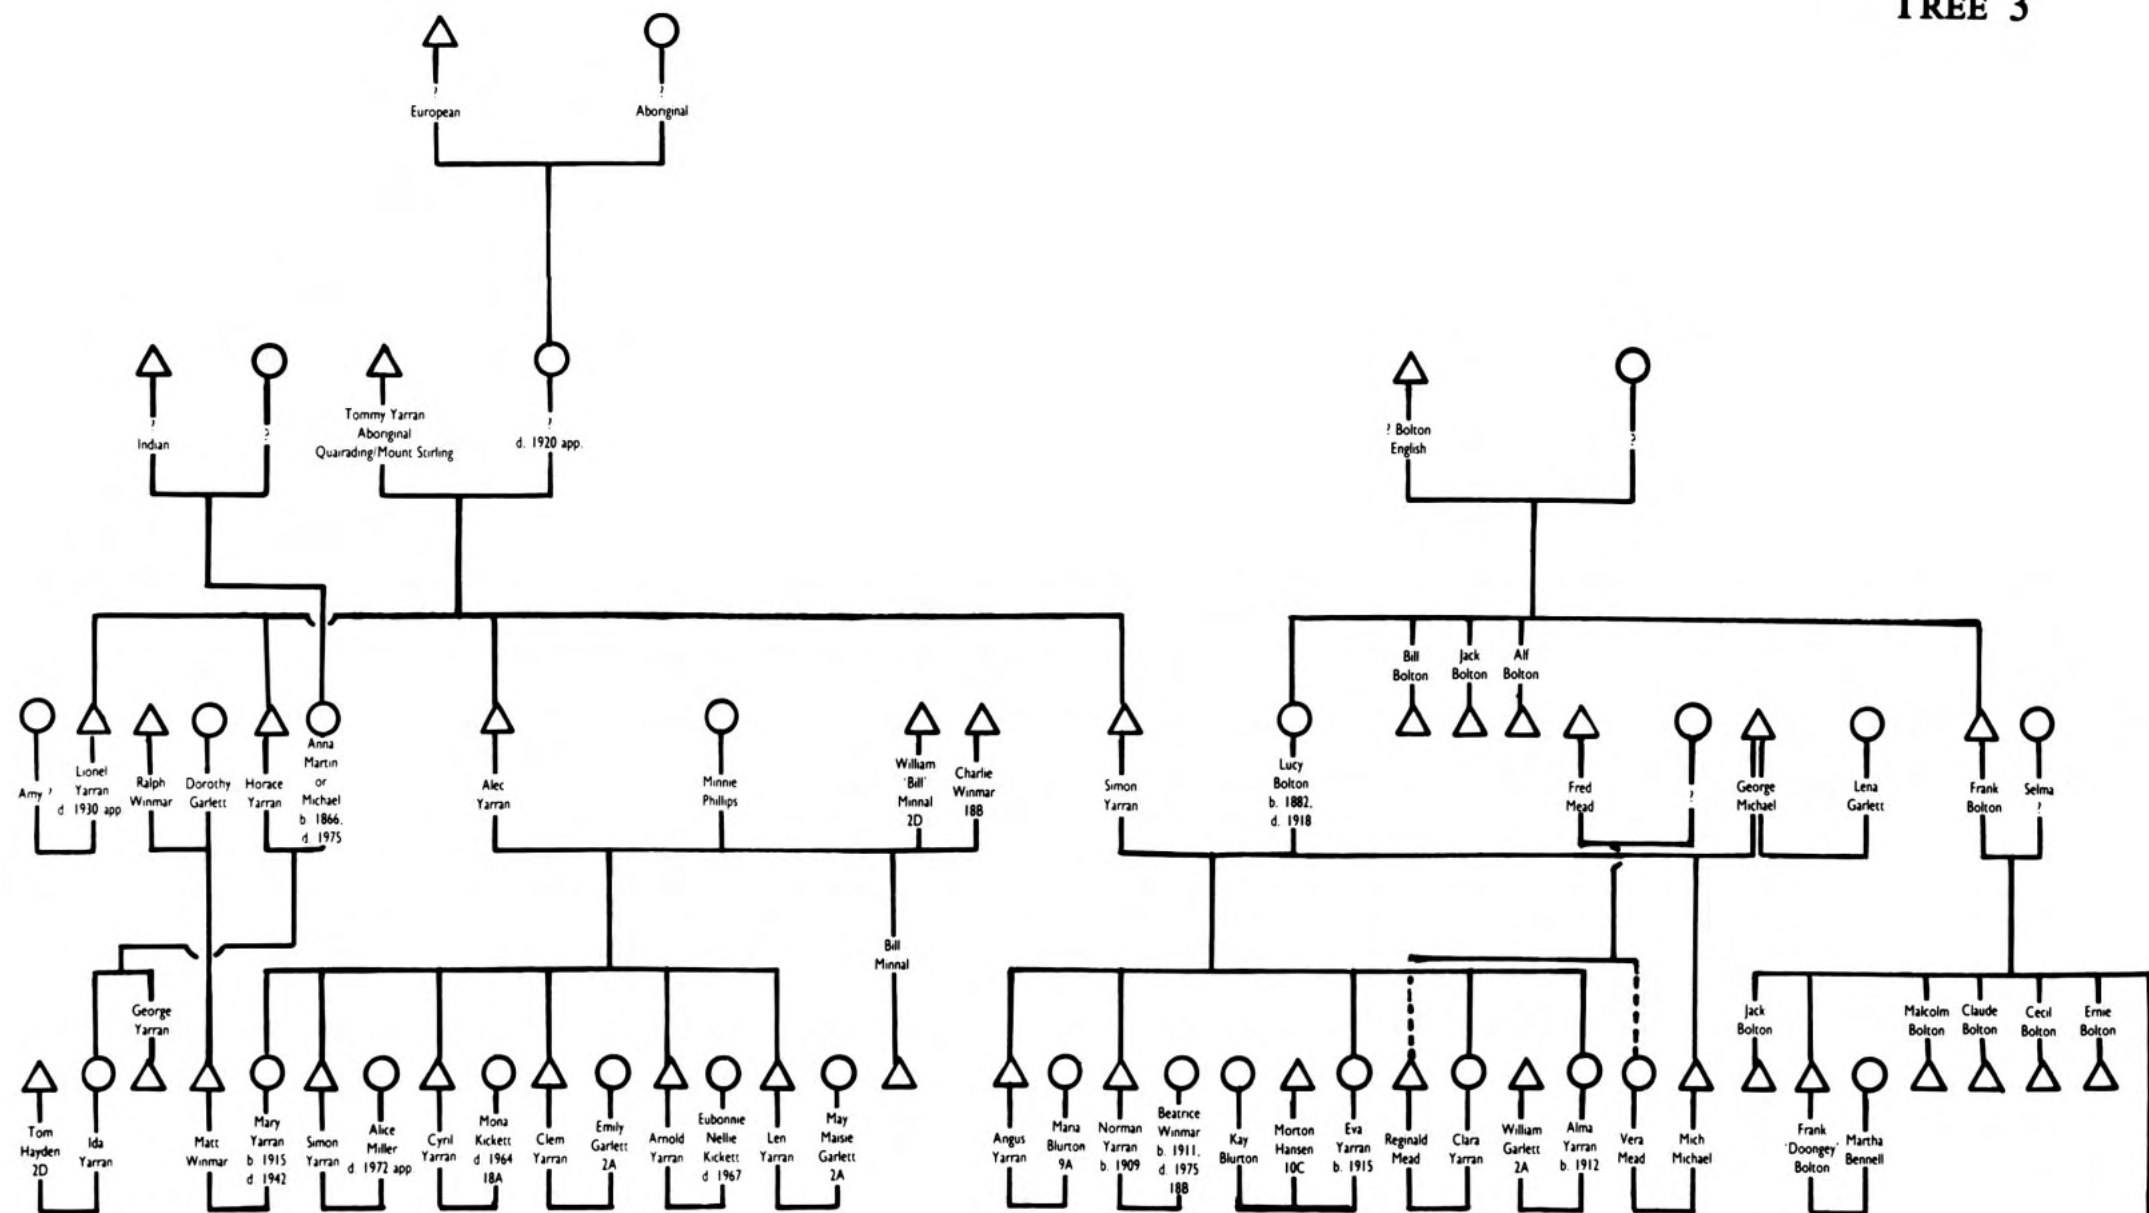 TREE 3
?
European
?
Aboriginal
?
Indian
?
Tommy Yarran
Aboriginal
Quairading/Mount Stirling
?
d. 1920 app.
? Bolton
English
?
Bill
Bolton
Jack
Bolton
Alf
Bolton
Amy ?
Lionel
Yarran
d. 1930 app
Ralph
Winmar
Dorothy
Garlett
Horace
Yarran
Anna
Martin
or
Michael
b 1866.
d. 1975
Alec
Yarran
Minnie
Phillips
William
'Bill'
Minnal
2D
Charlie
Winmar
18B
Simon
Yarran
Lucy
Bolton
b. 1882,
d. 1918
Fred
Mead
?
George
Michael
Lena
Garlett
Frank
Bolton
Selma
?
George
Yarran
Bill
Minnal
Jack
Bolton
Malcolm
Bolton
Claude
Bolton
Cecil
Bolton
Ernie
Bolton
Tom
Hayden
2D
Ida
Yarran
Matt
Winmar
Mary
Yarran
b 1915
d 1942
Simon
Yarran
Alice
Miller
d. 1972 app
Cyril
Yarran
Mona
Kickett
d 1964
18A
Clem
Yarran
Emily
Garlett
2A
Arnold
Yarran
Eubonnie
Nellie
Kickett
d 1967
Len
Yarran
May
Maisie
Garlett
2A
Angus
Yarran
Mana
Blurton
9A
Norman
Yarran
b. 1909
Beatrice
Winmar
b. 1911,
d. 1975
18B
Kay
Blurton
Morton
Hansen
10C
Eva
Yarran
b. 1915
Reginald
Mead
Clara
Yarran
William
Garlett
2A
Alma
Yarran
b. 1912
Vera
Mead
Mich
Michael
Frank
'Doongey'
Bolton
Martha
Bennell